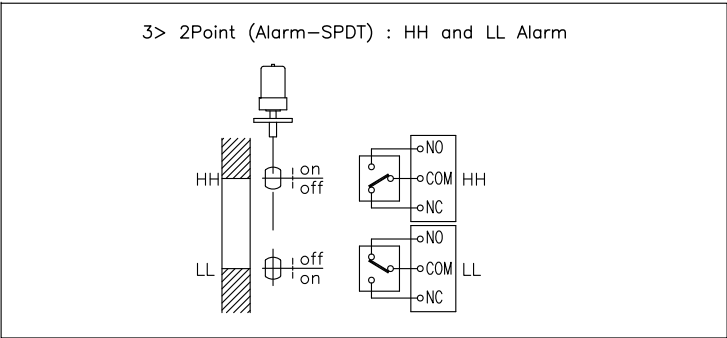 3> 2Point (Alarm-SPDT) : HH and LL Alarm
HH
on
off
NO
COM
NC
HH
LL
off
on
NO
COM
NC
LL